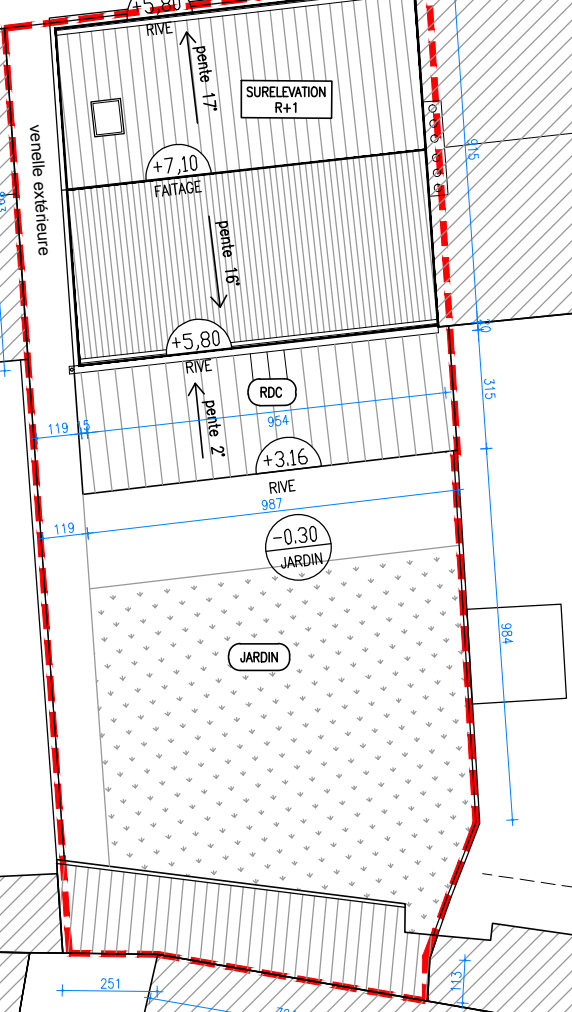 +5,80
RIVE
pente 17°
SURELEVATION
R+1
venelle extérieure
915
+7,10
FAITAGE
pente 16°
+5,80
RIVE
RDC
315
119
954
pente 2°
+3.16
RIVE
987
119
-0.30
JARDIN
984
JARDIN
113
251